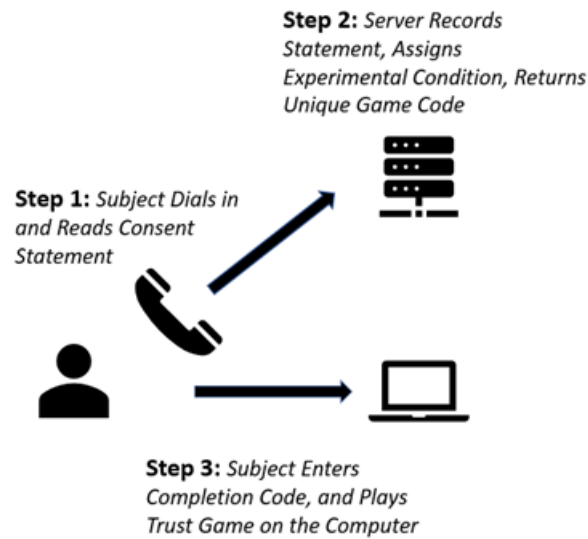 Step 2: Server Records
Statement, Assigns
Experimental Condition, Returns
Unique Game Code
Step 1: Subject Dials in
and Reads Consent
Statement
Step 3: Subject Enters
Completion Code, and Plays
Trust Game on the Computer